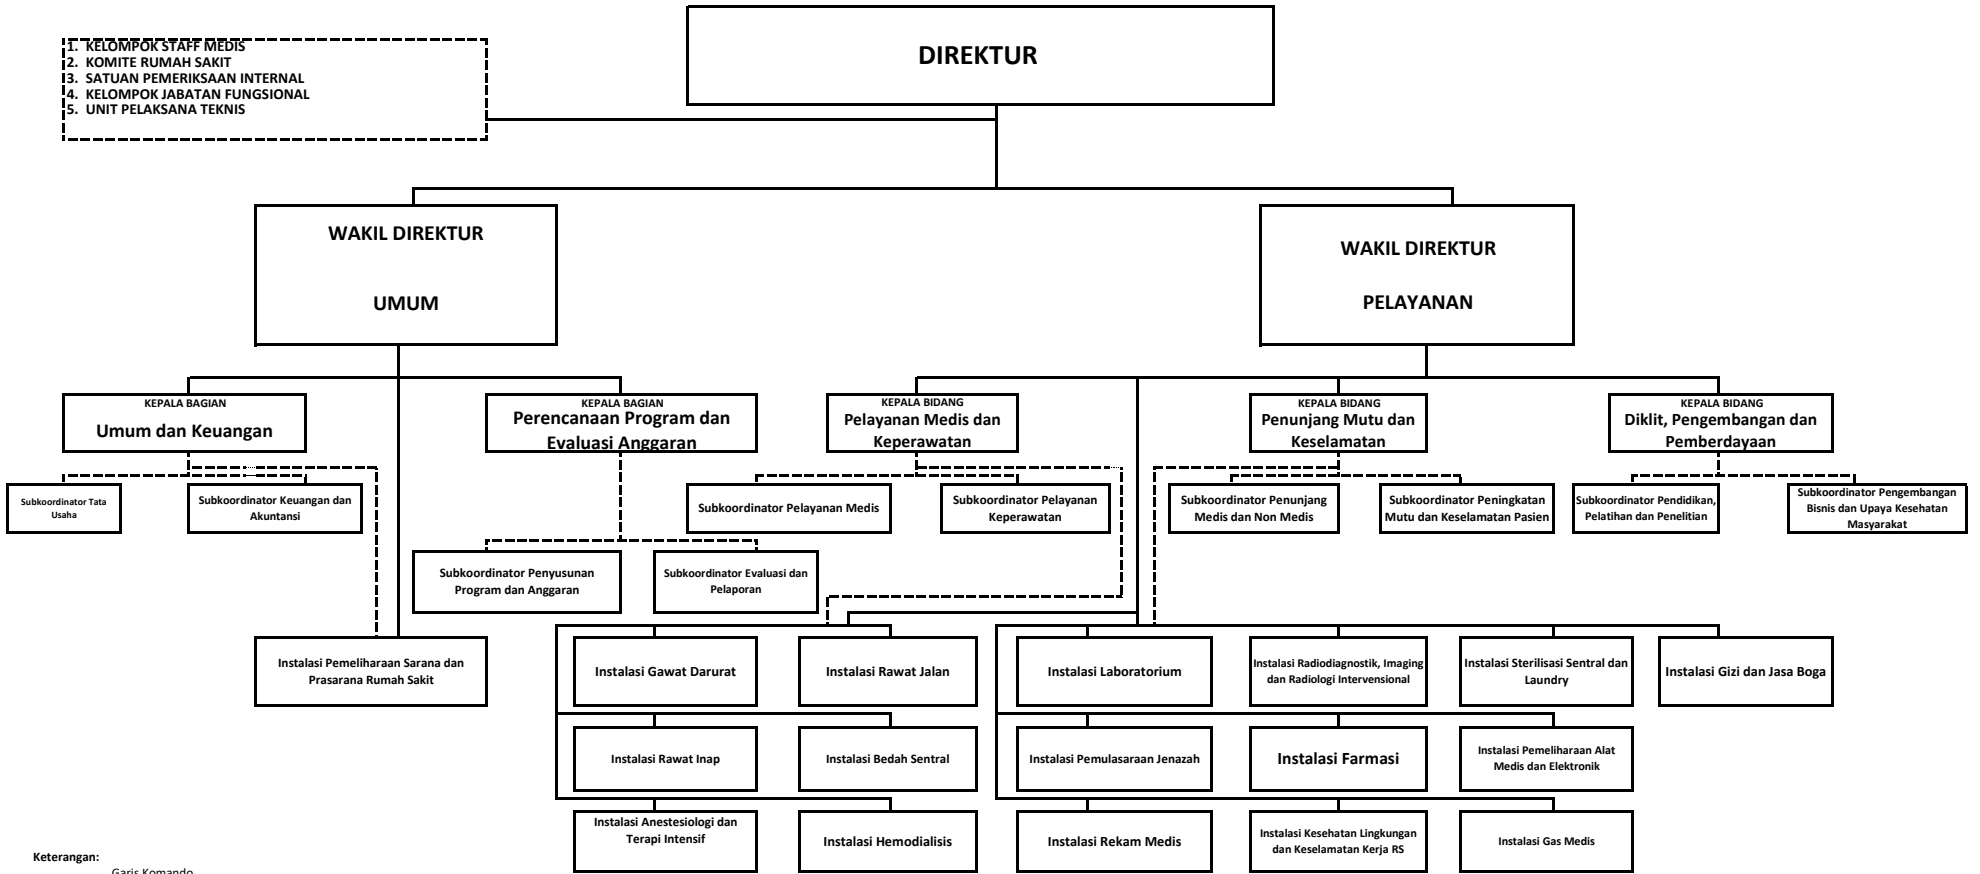 DIREKTUR
1. KELOMPOK STAFF MEDIS
2. KOMITE RUMAH SAKIT
3. SATUAN PEMERIKSAAN INTERNAL
4. KELOMPOK JABATAN FUNGSIONAL
5. UNIT PELAKSANA TEKNIS
WAKIL DIREKTUR
UMUM
WAKIL DIREKTUR
PELAYANAN
KEPALA BAGIAN
Umum dan Keuangan
KEPALA BAGIAN
Perencanaan Program dan
Evaluasi Anggaran
KEPALA BIDANG
Pelayanan Medis dan
Keperawatan
KEPALA BIDANG
Penunjang Mutu dan
Keselamatan
KEPALA BIDANG
Diklit, Pengembangan dan
Pemberdayaan
Subkoordinator Tata
Usaha
Subkoordinator Keuangan dan
Akuntansi
Subkoordinator Pelayanan Medis
Subkoordinator Pelayanan
Keperawatan
Subkoordinator Penunjang
Medis dan Non Medis
Subkoordinator Peningkatan
Mutu dan Keselamatan Pasien
Subkoordinator Pendidikan,
Pelatihan dan Penelitian
Subkoordinator Pengembangan
Bisnis dan Upaya Kesehatan
Masyarakat
Subkoordinator Penyusunan
Program dan Anggaran
Subkoordinator Evaluasi dan
Pelaporan
Instalasi Pemeliharaan Sarana dan
Prasarana Rumah Sakit
Instalasi Gawat Darurat
Instalasi Rawat Jalan
Instalasi Laboratorium
Instalasi Radiodiagnostik, Imaging
dan Radiologi Intervensional
Instalasi Sterilisasi Sentral dan
Laundry
Instalasi Gizi dan Jasa Boga
Instalasi Rawat Inap
Instalasi Bedah Sentral
Instalasi Pemulasaraan Jenazah
Instalasi Farmasi
Instalasi Pemeliharaan Alat
Medis dan Elektronik
Instalasi Anestesiologi dan
Terapi Intensif
Instalasi Hemodialisis
Instalasi Rekam Medis
Instalasi Kesehatan Lingkungan
dan Keselamatan Kerja RS
Instalasi Gas Medis
Keterangan:
Garis Komando